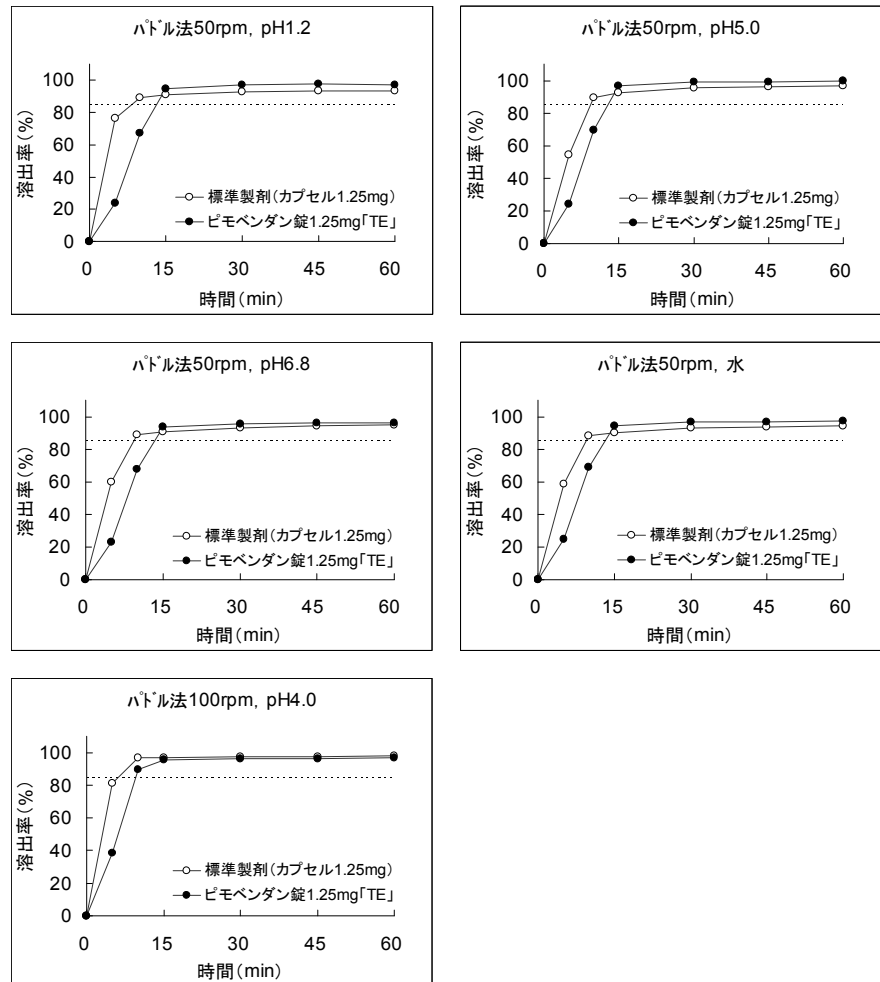 パドル法50rpm, pH1.2
溶出率(%)
100
80
60
40
20
0
標準製剤(カプセル1.25mg)
ピモベンダン錠1.25mg「TE」
0 15 30 45 60
時間(min)
パドル法50rpm, pH5.0
溶出率(%)
100
80
60
40
20
0
標準製剤(カプセル1.25mg)
ピモベンダン錠1.25mg「TE」
0 15 30 45 60
時間(min)
パドル法50rpm, pH6.8
溶出率(%)
100
80
60
40
20
0
標準製剤(カプセル1.25mg)
ピモベンダン錠1.25mg「TE」
0 15 30 45 60
時間(min)
パドル法50rpm, 水
溶出率(%)
100
80
60
40
20
0
標準製剤(カプセル1.25mg)
ピモベンダン錠1.25mg「TE」
0 15 30 45 60
時間(min)
パドル法100rpm, pH4.0
溶出率(%)
100
80
60
40
20
0
標準製剤(カプセル1.25mg)
ピモベンダン錠1.25mg「TE」
0 15 30 45 60
時間(min)